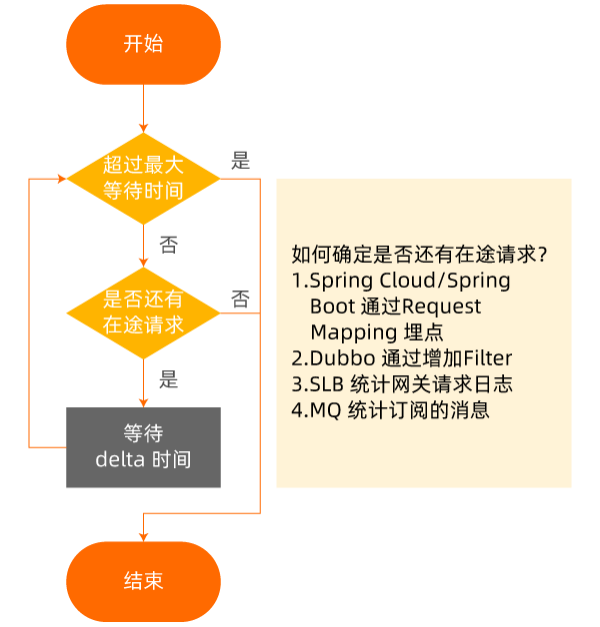 开始
超过最大
等待时间
是
否
是否还有
在途请求
否
是
等待
delta 时间
结束
如何确定是否还有在途请求?
1.Spring Cloud/Spring
Boot 通过Request
Mapping 埋点
2.Dubbo 通过增加Filter
3.SLB 统计网关请求日志
4.MQ 统计订阅的消息